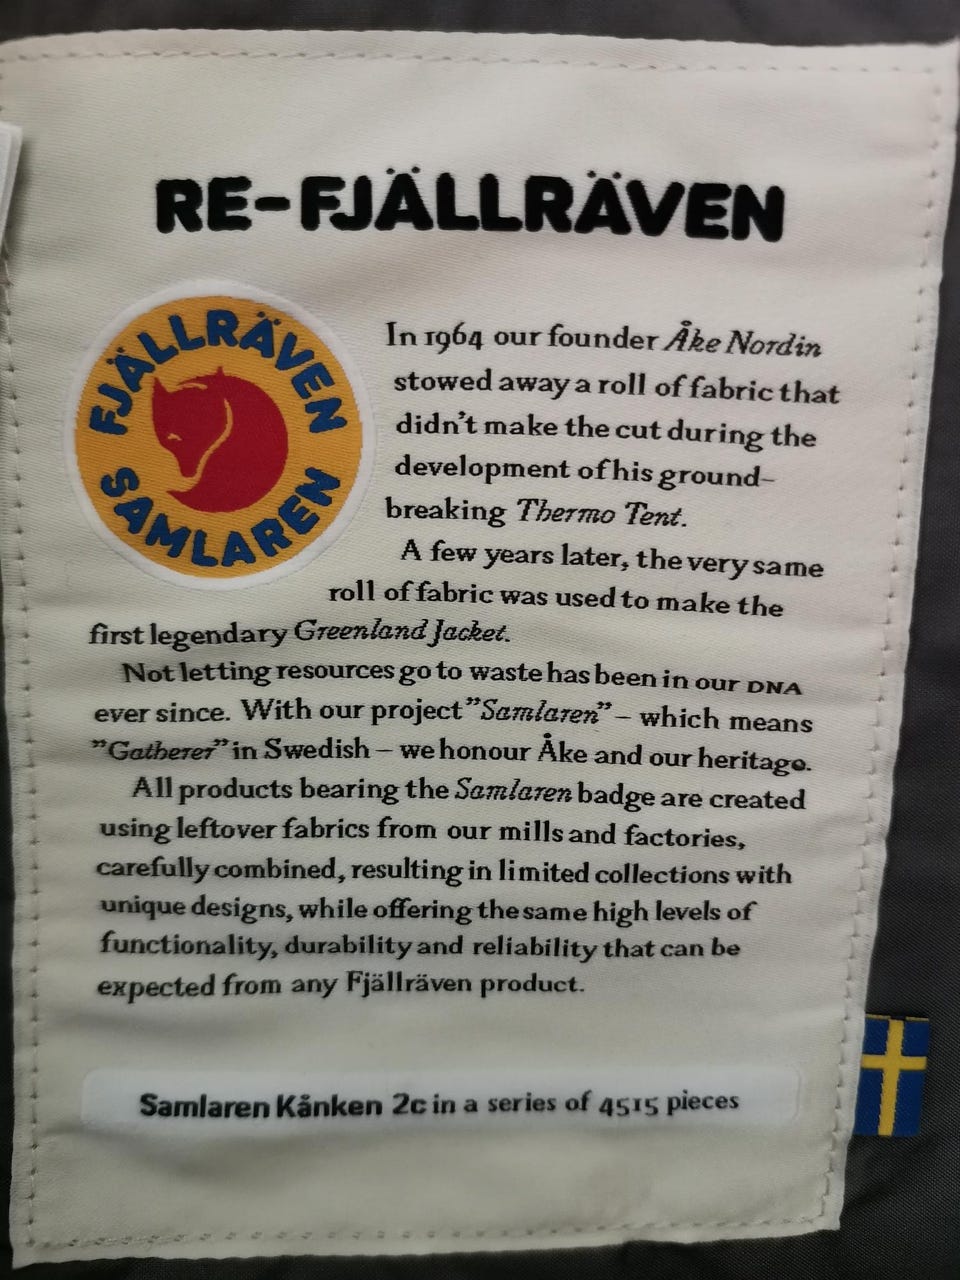 RE-FJÄLLRÄVEN
FJÄLLRÄVEN
SAMLAREN
In 1964 our founder Åke Nordin
stowed away a roll of fabric that
didn't make the cut during the
development of his ground-
breaking Thermo Tent.
A few years later, the very same
roll of fabric was used to make the
first legendary Greenland Jacket.
Not letting resources go to waste has been in our DNA
ever since. With our project ”Samlaren” – which means
”Gatherer” in Swedish – we honour Åke and our heritage.
All products bearing the Samlaren badge are created
using leftover fabrics from our mills and factories,
carefully combined, resulting in limited collections with
unique designs, while offering the same high levels of
functionality, durability and reliability that can be
expected from any Fjällräven product.
Samlaren Kånken 2c in a series of 4515 pieces